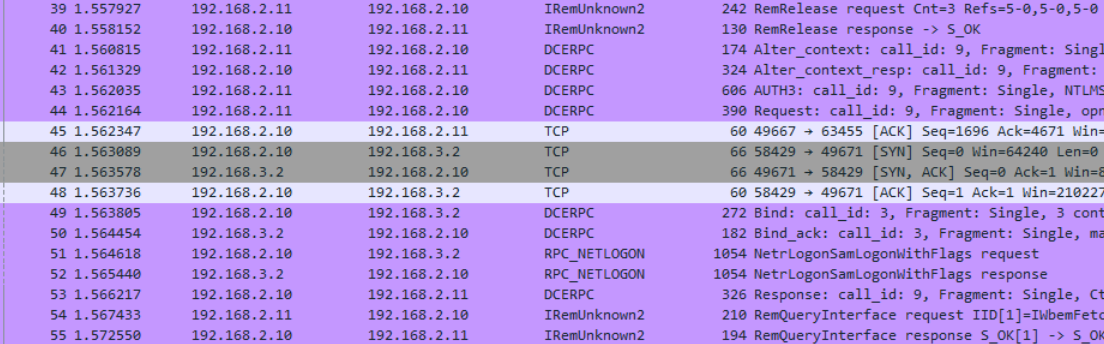 39 1.557927 192.168.2.11 192.168.2.10 IRemUnknown2 242 RemRelease request Cnt=3 Refs=5-0,5-0,5-0
40 1.558152 192.168.2.10 192.168.2.11 IRemUnknown2 130 RemRelease response -> S_OK
41 1.560815 192.168.2.11 192.168.2.10 DCERPC 174 Alter_context: call_id: 9, Fragment: Singl
42 1.561329 192.168.2.10 192.168.2.11 DCERPC 324 Alter_context_resp: call_id: 9, Fragment:
43 1.562035 192.168.2.11 192.168.2.10 DCERPC 606 AUTH3: call_id: 9, Fragment: Single, NTLMS
44 1.562164 192.168.2.11 192.168.2.10 DCERPC 390 Request: call_id: 9, Fragment: Single, opn
45 1.562347 192.168.2.10 192.168.2.11 TCP 60 49667 → 63455 [ACK] Seq=1696 Ack=4671 Win=
46 1.563089 192.168.2.10 192.168.3.2 TCP 66 58429 → 49671 [SYN] Seq=0 Win=64240 Len=0
47 1.563578 192.168.3.2 192.168.2.10 TCP 66 49671 → 58429 [SYN, ACK] Seq=0 Ack=1 Win=8
48 1.563736 192.168.2.10 192.168.3.2 TCP 60 58429 → 49671 [ACK] Seq=1 Ack=1 Win=210227
49 1.563805 192.168.2.10 192.168.3.2 DCERPC 272 Bind: call_id: 3, Fragment: Single, 3 cont
50 1.564454 192.168.3.2 192.168.2.10 DCERPC 182 Bind_ack: call_id: 3, Fragment: Single, ma
51 1.564618 192.168.2.10 192.168.3.2 RPC_NETLOGON 1054 NetrLogonSamLogonWithFlags request
52 1.565440 192.168.3.2 192.168.2.10 RPC_NETLOGON 1054 NetrLogonSamLogonWithFlags response
53 1.566217 192.168.2.10 192.168.2.11 DCERPC 326 Response: call_id: 9, Fragment: Single, Ct
54 1.567433 192.168.2.11 192.168.2.10 IRemUnknown2 210 RemQueryInterface request IID[1]=IWbemFetc
55 1.572550 192.168.2.10 192.168.2.11 IRemUnknown2 194 RemQueryInterface response S_OK[1] -> S_OK